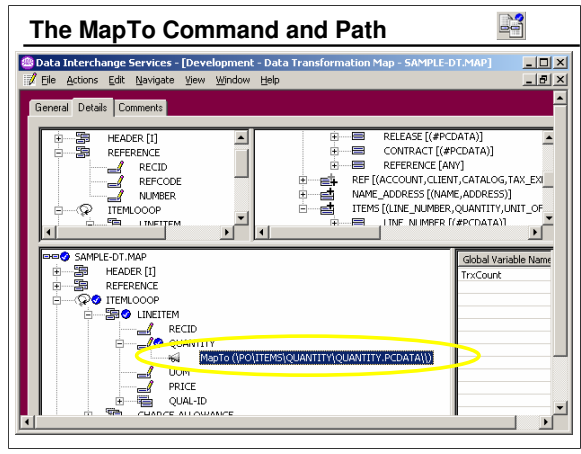 The MapTo Command and Path
Data Interchange Services - [Development - Data Transformation Map - SAMPLE-DT.MAP]
File Actions Edit Navigate View Window Help
General Details Comments
HEADER [I]
REFERENCE
RECID
REFCODE
NUMBER
ITEMLOOOP
LINEITEM
RELEASE [(#PCDATA)]
CONTRACT [(#PCDATA)]
REFERENCE [ANY]
REF [(ACCOUNT,CLIENT,CATALOG,TAX_EXI
NAME_ADDRESS [(NAME,ADDRESS)]
ITEMS [(LINE_NUMBER,QUANTITY,UNIT_OF
LINE_NUMBER [(#PCDATA)]
SAMPLE-DT.MAP
HEADER [I]
REFERENCE
ITEMLOOOP
LINEITEM
RECID
QUANTITY
MapTo (\PO\ITEMS\QUANTITY\QUANTITY.PCDATA\\)
UOM
PRICE
QUAL-ID
CHARGE-ALLOWANCE
Global Variable Name
TrxCount